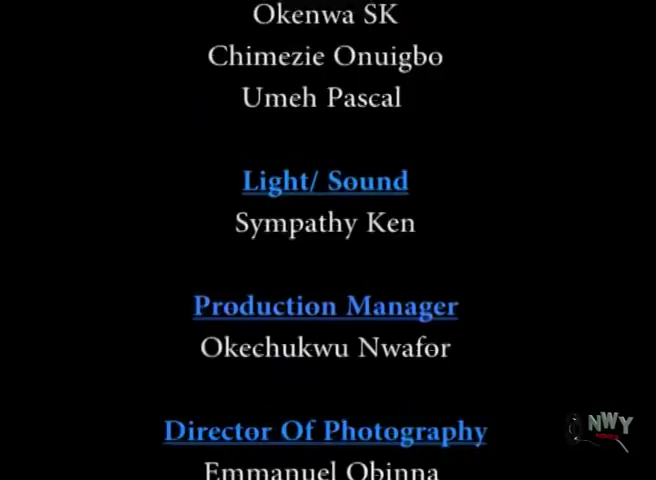 Okenwa SK
Chimezie Onuigbo
Umeh Pascal
Light/ Sound
Sympathy Ken
Production Manager
Okechukwu Nwafor
Director Of Photography
Emmanuel Obinna
NWY